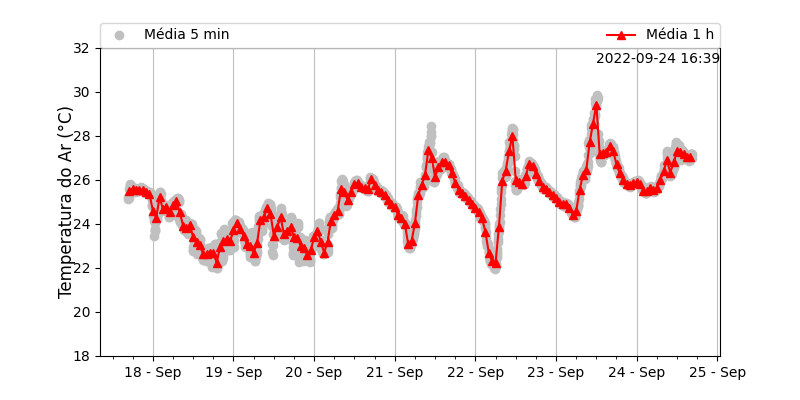 Média 5 min
Média 1 h
2022-09-24 16:39
Temperatura do Ar (°C)
32
30
28
26
24
22
20
18
18 - Sep
19 - Sep
20 - Sep
21 - Sep
22 - Sep
23 - Sep
24 - Sep
25 - Sep